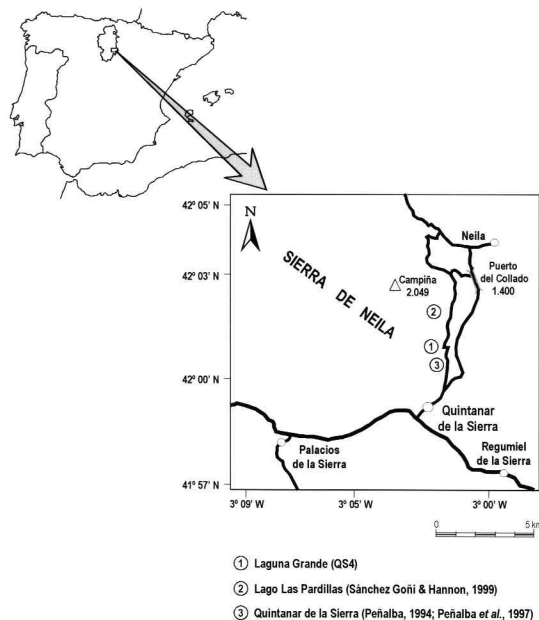 42º 05'
N
Neila
SIERRA DE NEILA
42º 03'
Campiña
2.049
Puerto
del Collado
1.400
2
1
3
42º 00'
Quintanar
de la Sierra
Palacios
de la Sierra
Regumiel
de la Sierra
41º 57'
3º 09' W
3º 05' W
3º 00' W
0
5 km
1 Laguna Grande (QS4)
2 Lago Las Pardillas (Sánchez Goñi & Hannon, 1999)
3 Quintanar de la Sierra (Peñalba, 1994; Peñalba et al., 1997)